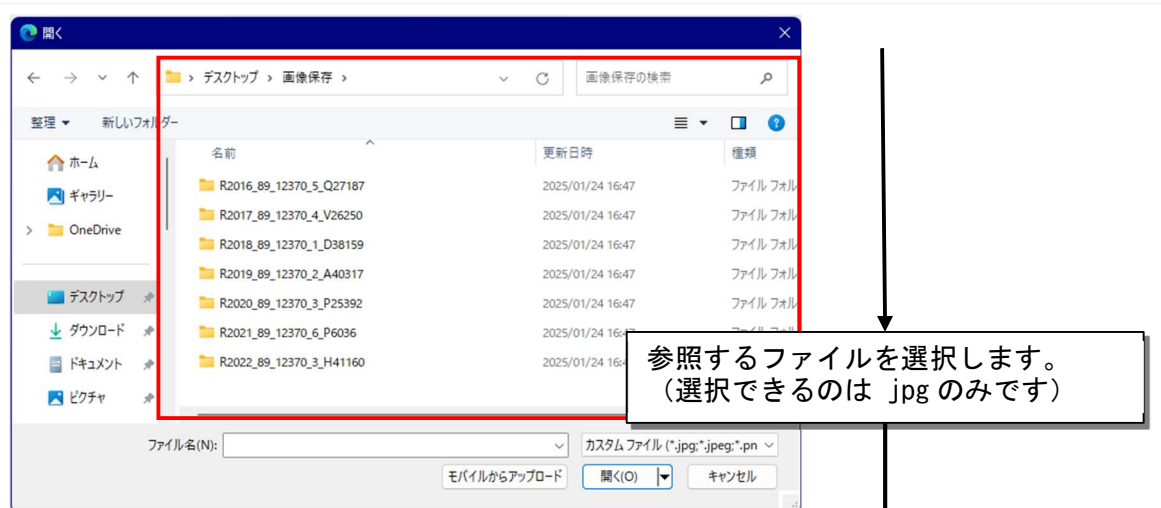 開く
デスクトップ › 画像保存 ›
画像保存の検索
整理
新しいフォルダー
ホーム
ギャラリー
OneDrive
デスクトップ
ダウンロード
ドキュメント
ピクチャ
名前 更新日時 種類
R2016_89_12370_5_Q27187 2025/01/24 16:47 ファイル フォル
R2017_89_12370_4_V26250 2025/01/24 16:47 ファイル フォル
R2018_89_12370_1_D38159 2025/01/24 16:47 ファイル フォル
R2019_89_12370_2_A40317 2025/01/24 16:47 ファイル フォル
R2020_89_12370_3_P25392 2025/01/24 16:47 ファイル フォル
R2021_89_12370_6_P6036 2025/01/24 16:4
R2022_89_12370_3_H41160 2025/01/24 16:4
参照するファイルを選択します。
（選択できるのは jpg のみです）
ファイル名(N):
カスタム ファイル (*.jpg;*.jpeg;*.pn
モバイルからアップロード
開く(O)
キャンセル